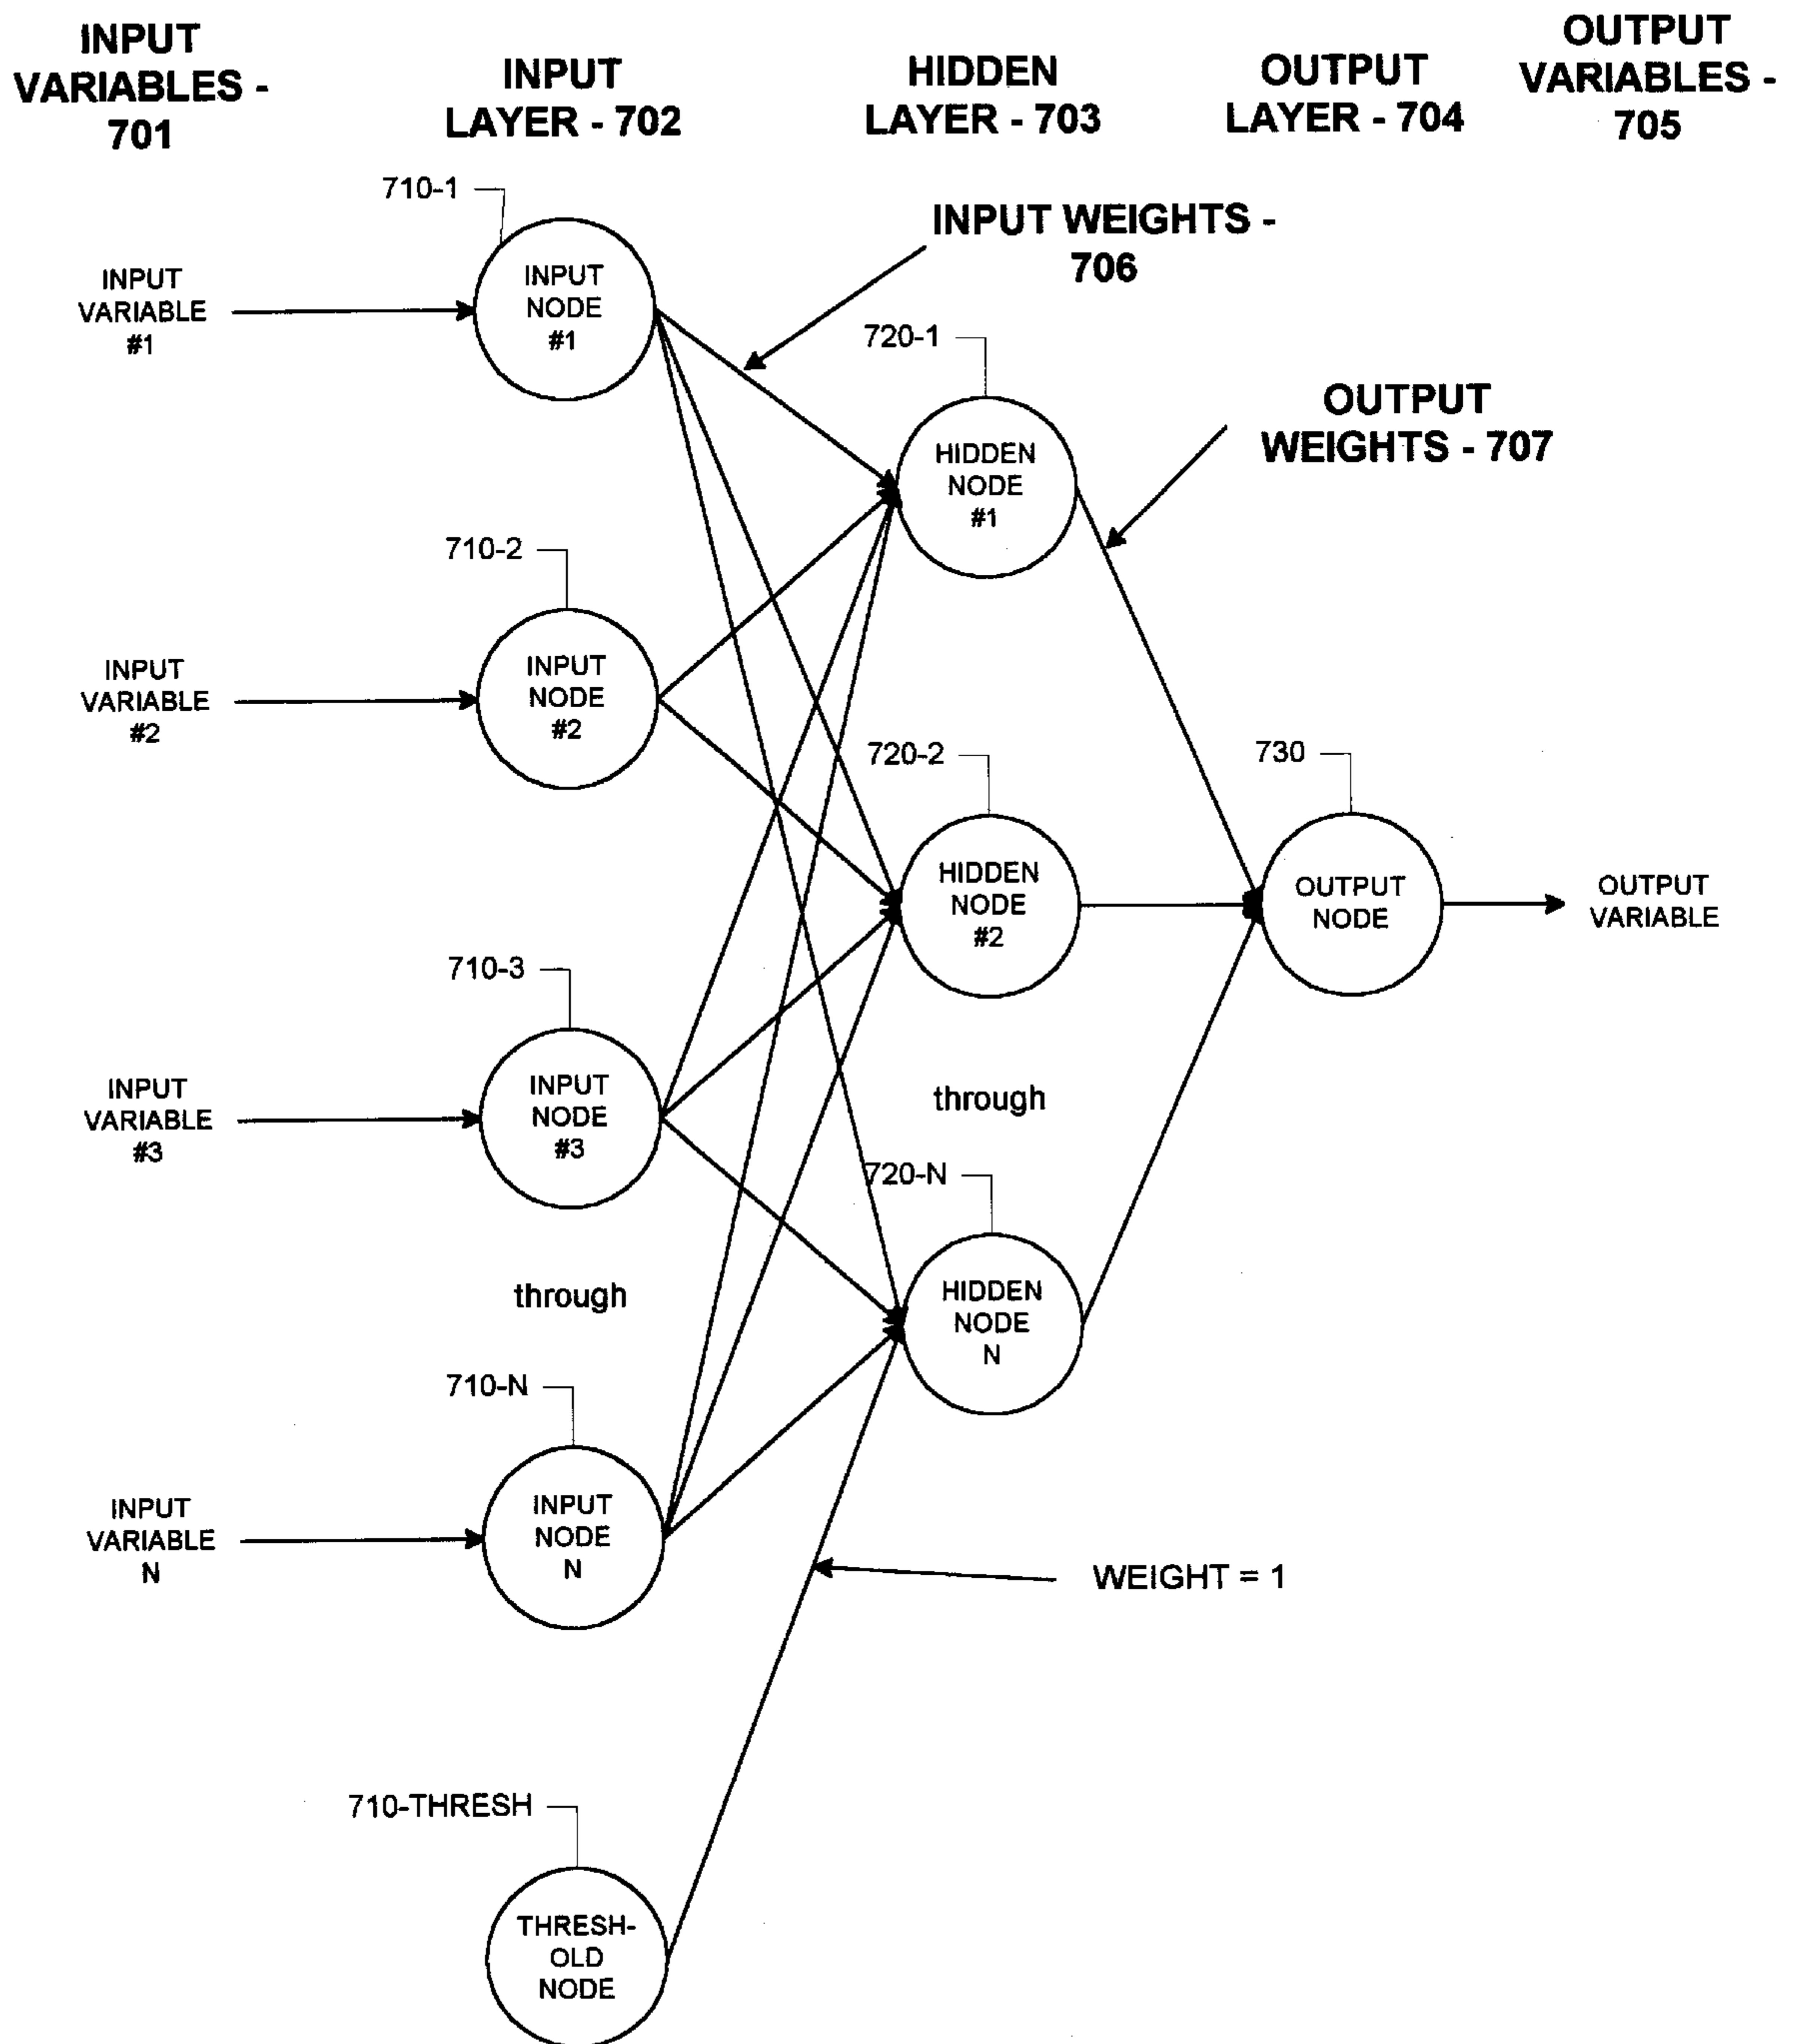 INPUT
VARIABLES -
701
INPUT
LAYER - 702
HIDDEN
LAYER - 703
OUTPUT
LAYER - 704
OUTPUT
VARIABLES -
705
710-1
INPUT WEIGHTS -
706
INPUT
VARIABLE
#1
INPUT
NODE
#1
720-1
OUTPUT
WEIGHTS - 707
HIDDEN
NODE
#1
710-2
INPUT
VARIABLE
#2
INPUT
NODE
#2
720-2
730
HIDDEN
NODE
#2
OUTPUT
NODE
OUTPUT
VARIABLE
710-3
INPUT
VARIABLE
#3
INPUT
NODE
#3
through
720-N
through
HIDDEN
NODE
N
710-N
INPUT
VARIABLE
N
INPUT
NODE
N
WEIGHT = 1
710-THRESH
THRESH-
OLD
NODE